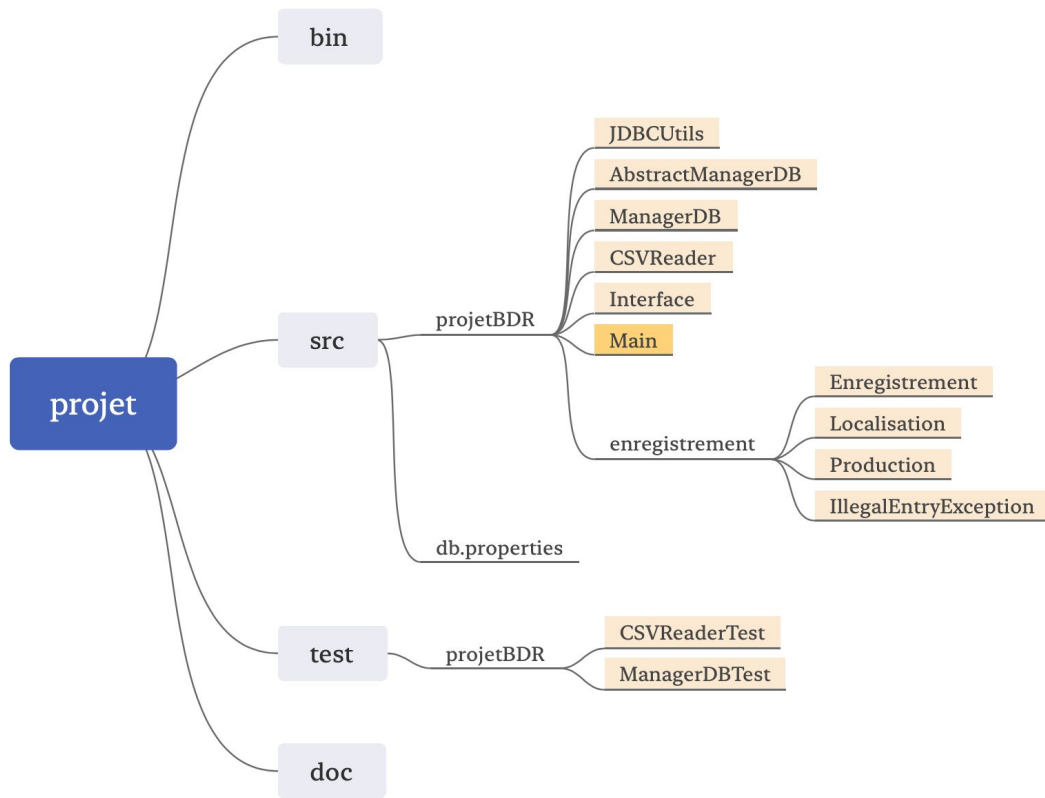 bin
JDBCUtils
AbstractManagerDB
ManagerDB
CSVReader
Interface
projetBDR
src
Main
Enregistrement
projet
Localisation
enregistrement
Production
IllegalEntryException
db.properties
CSVReaderTest
test
projetBDR
ManagerDBTest
doc